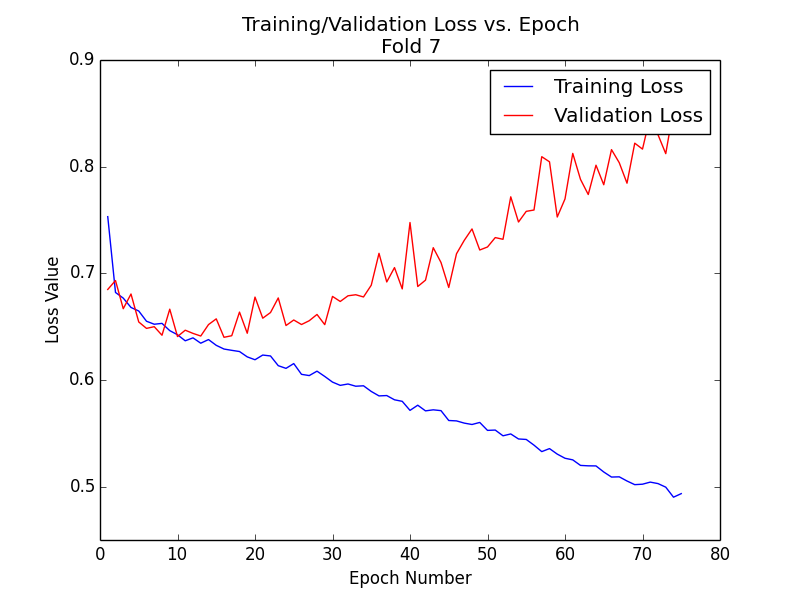 Training/Validation Loss vs. Epoch
Fold 7
Training Loss
Validation Loss
0.9
0.8
0.7
0.6
0.5
Loss Value
0 10 20 30 40 50 60 70 80
Epoch Number